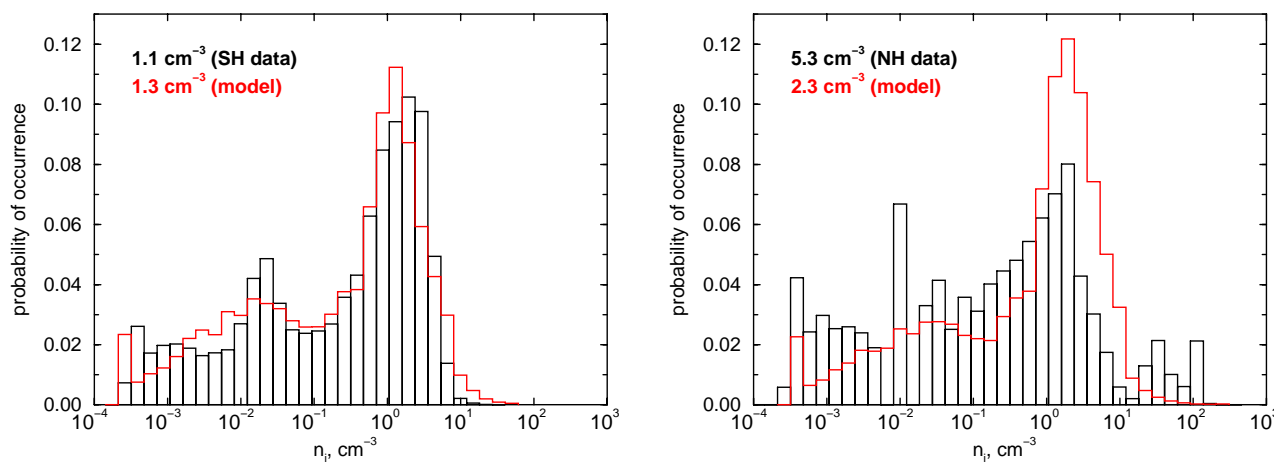 0.12
0.10
0.08
0.06
0.04
0.02
0.00
probability of occurrence
1.1 cm⁻³ (SH data)
1.3 cm⁻³ (model)
10⁻⁴ 10⁻³ 10⁻² 10⁻¹ 10⁰ 10¹ 10² 10³
nᵢ, cm⁻³
0.12
0.10
0.08
0.06
0.04
0.02
0.00
probability of occurrence
5.3 cm⁻³ (NH data)
2.3 cm⁻³ (model)
10⁻⁴ 10⁻³ 10⁻² 10⁻¹ 10⁰ 10¹ 10² 10³
nᵢ, cm⁻³